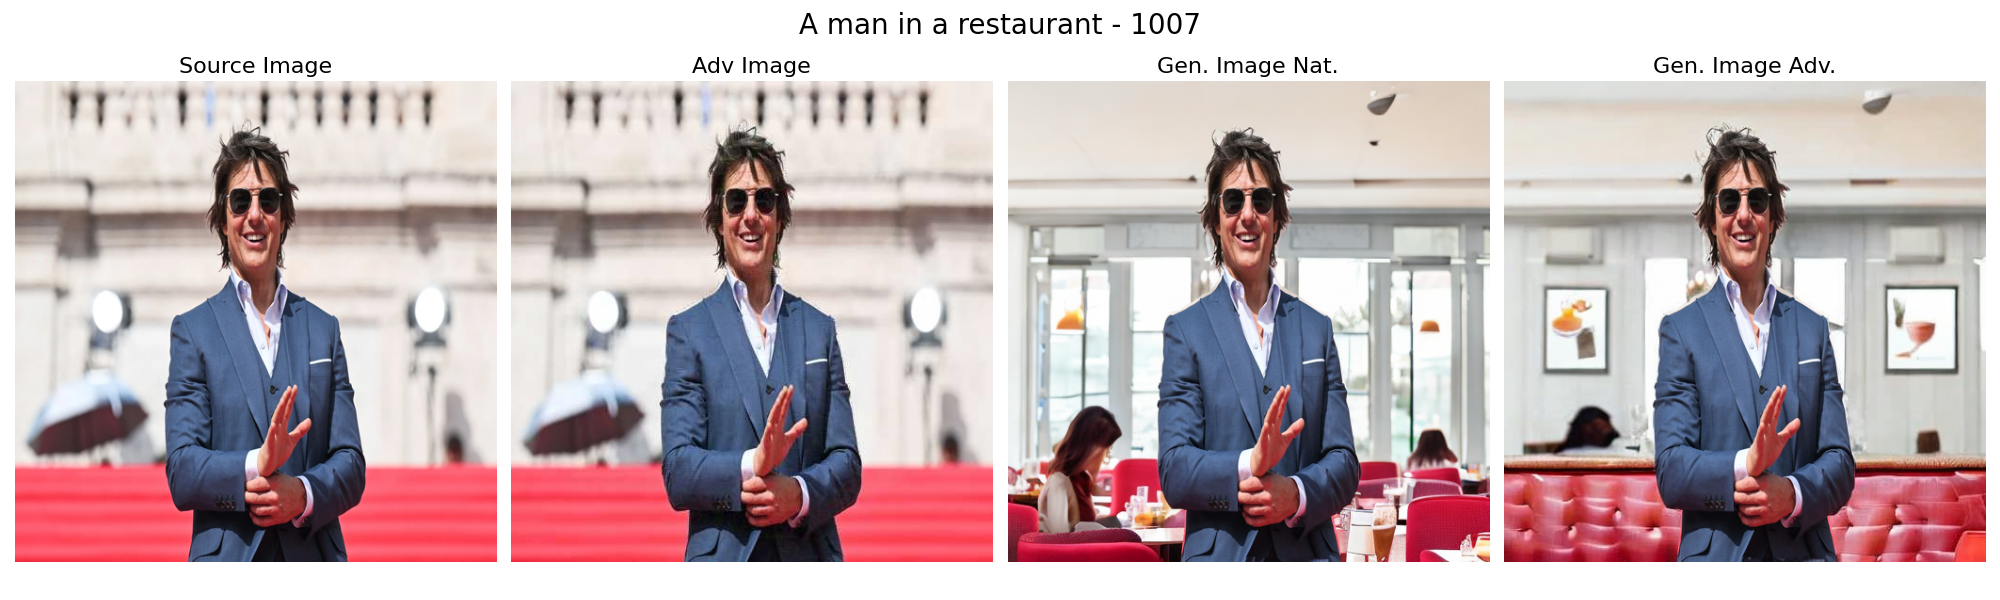 A man in a restaurant - 1007
Source Image
Adv Image
Gen. Image Nat.
Gen. Image Adv.